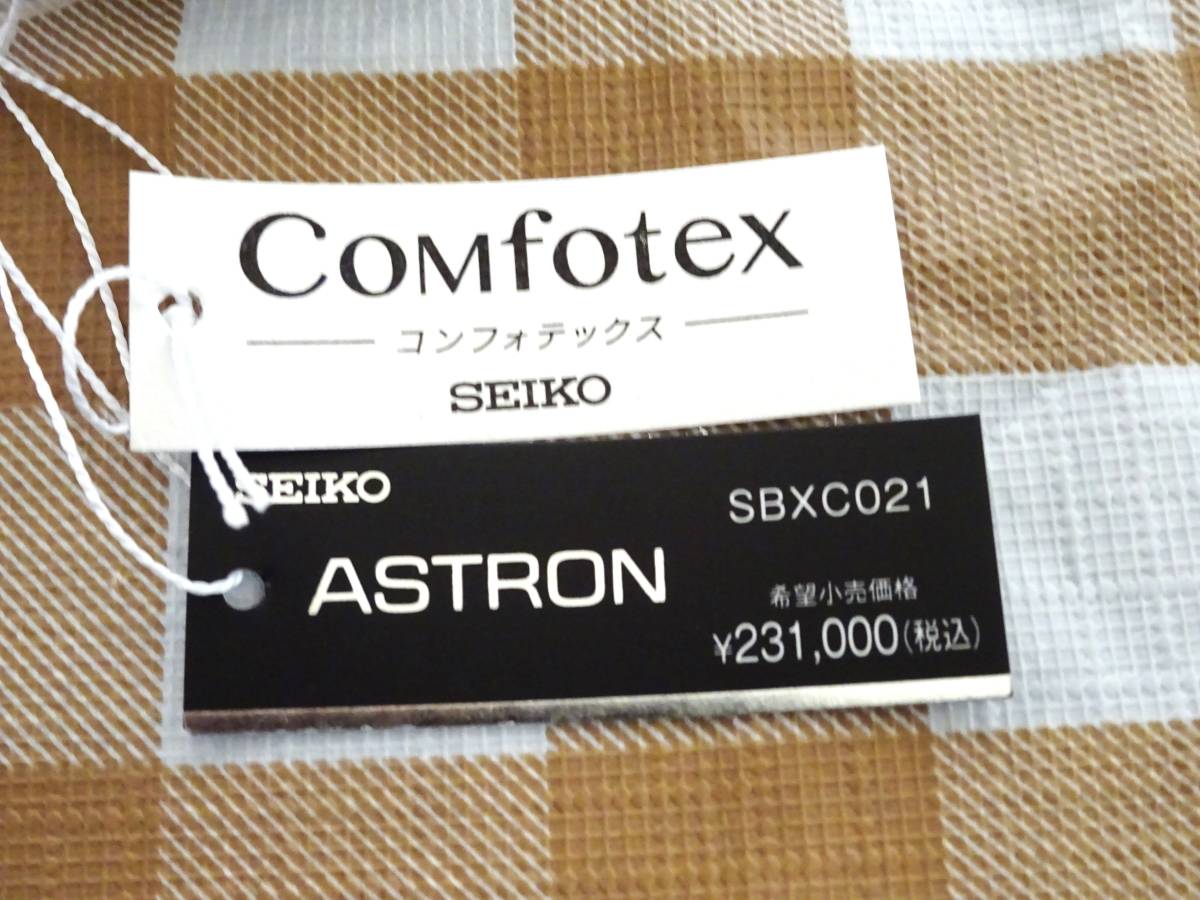 Comfotex
コンフォテックス
SEIKO
SEIKO
SBXC021
ASTRON
希望小売価格
¥231,000(税込)